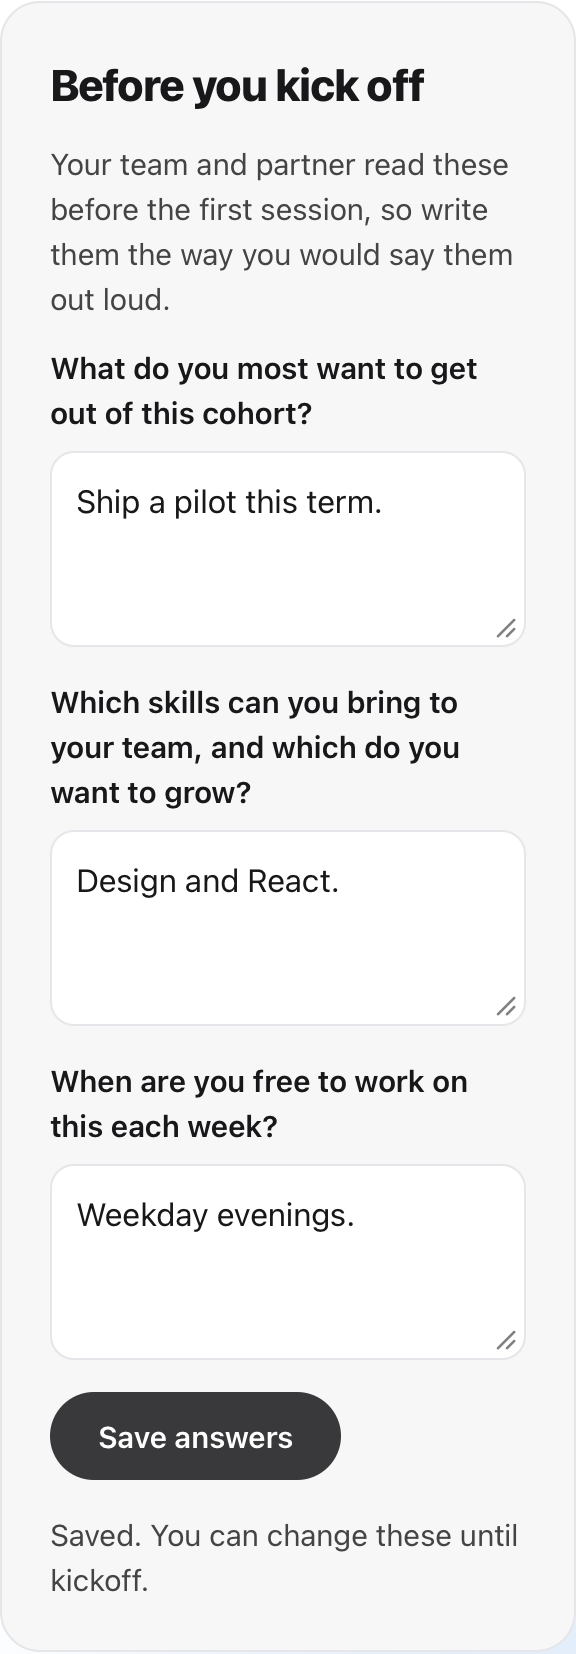 Before you kick off
Your team and partner read these
before the first session, so write
them the way you would say them
out loud.
What do you most want to get
out of this cohort?
Ship a pilot this term.
Which skills can you bring to
your team, and which do you
want to grow?
Design and React.
When are you free to work on
this each week?
Weekday evenings.
Save answers
Saved. You can change these until
kickoff.